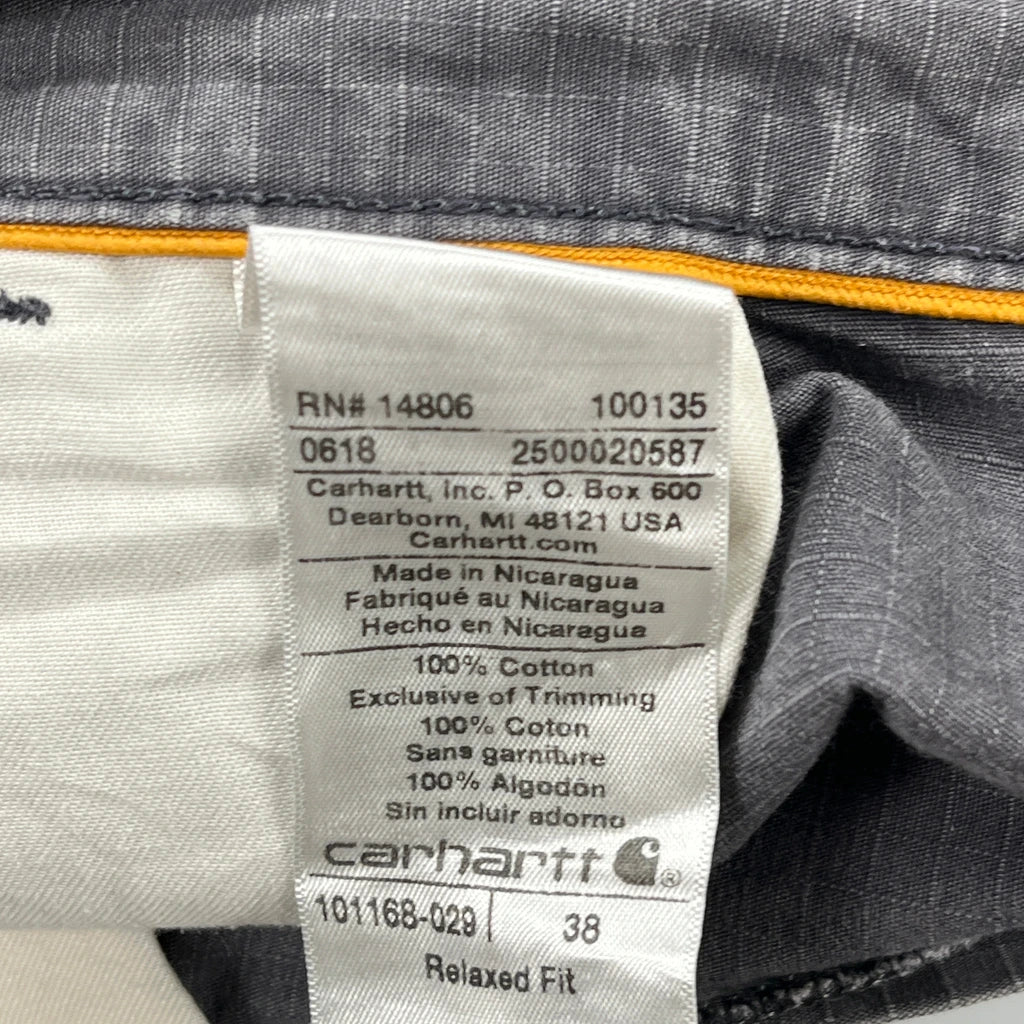 RN# 14806 100135
0618 2500020587
Carhartt, Inc. P. O. Box 600
Dearborn, MI 48121 USA
Carhartt.com
Made in Nicaragua
Fabriqué au Nicaragua
Hecho en Nicaragua
100% Cotton
Exclusive of Trimming
100% Coton
Sans garniture
100% Algodón
Sin incluir adorno
carhartt ®
101168-029 | 38
Relaxed Fit